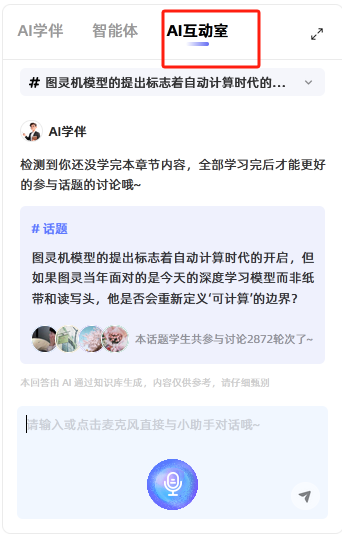 AI学伴 智能体 AI互动室
# 图灵机模型的提出标志着自动计算时代的...
AI学伴
检测到你还没学完本章节内容，全部学习完后才能更好
的参与话题的讨论哦~
# 话题
图灵机模型的提出标志着自动计算时代的开启，但
如果图灵当年面对的是今天的深度学习模型而非纸
带和读写头，他是否会重新定义‘可计算’的边界？
本话题学生共参与讨论2872轮次了~
本回答由 AI 通过知识库生成，内容仅供参考，请仔细甄别
请输入或点击麦克风直接与小助手对话哦~